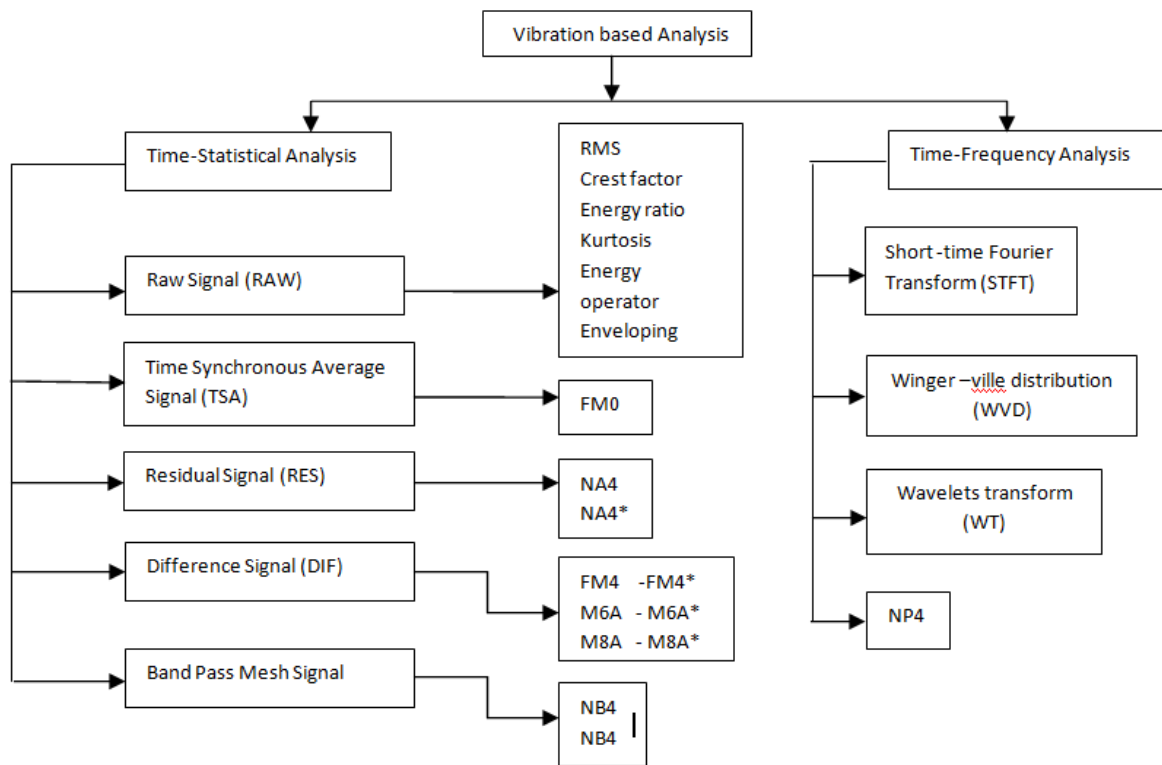 Vibration based Analysis
Time-Statistical Analysis
Raw Signal (RAW)
RMS
Crest factor
Energy ratio
Kurtosis
Energy
operator
Enveloping
Time Synchronous Average
Signal (TSA)
FM0
Residual Signal (RES)
NA4
NA4*
Difference Signal (DIF)
FM4 -FM4*
M6A - M6A*
M8A - M8A*
Band Pass Mesh Signal
NB4
NB4
Time-Frequency Analysis
Short -time Fourier
Transform (STFT)
Winger –ville distribution
(WVD)
Wavelets transform
(WT)
NP4